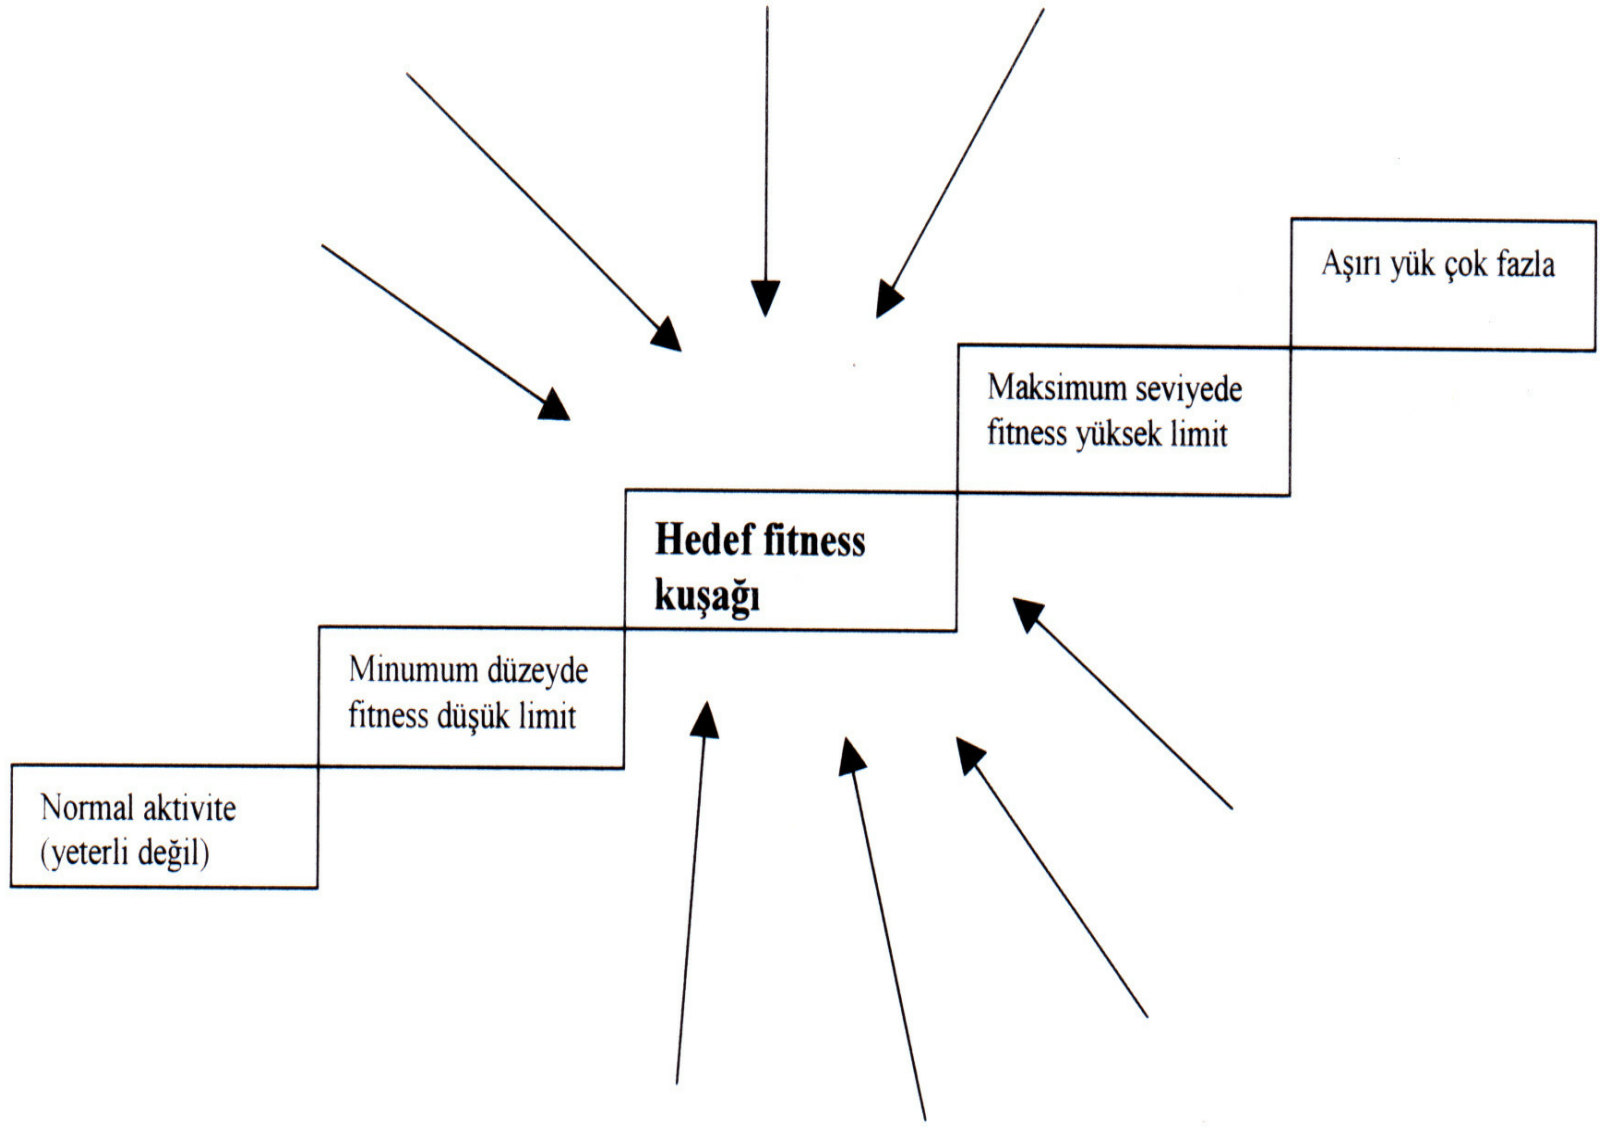 Aşırı yük çok fazla
Maksimum seviyede
fitness yüksek limit
Hedef fitness
kuşağı
Minumum düzeyde
fitness düşük limit
Normal aktivite
(yeterli değil)